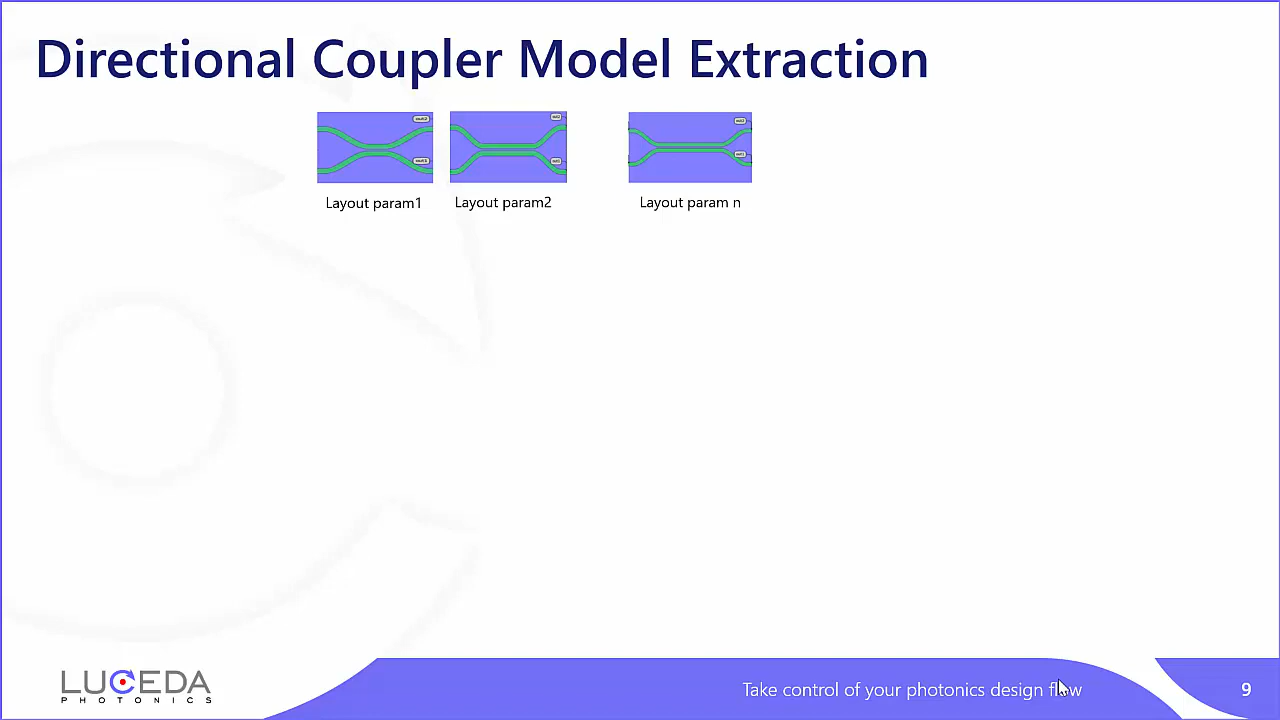 Directional Coupler Model Extraction
Layout param1
Layout param2
Layout param n
LUCEDA
PHOTONICS
Take control of your photonics design flow
9